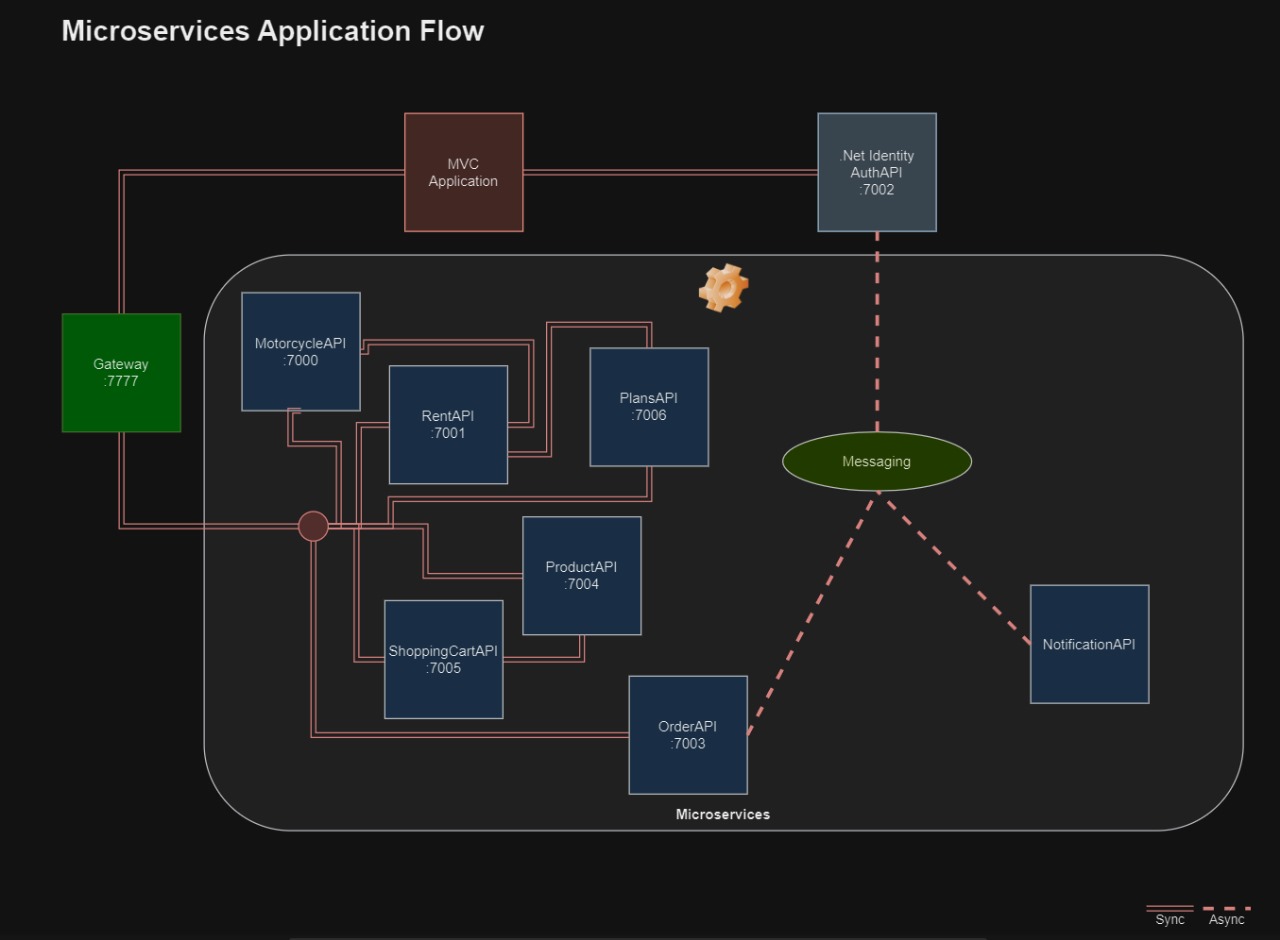 Microservices Application Flow
MVC
Application
.Net Identity
AuthAPI
:7002
Gateway
:7777
MotorcycleAPI
:7000
RentAPI
:7001
PlansAPI
:7006
Messaging
ProductAPI
:7004
ShoppingCartAPI
:7005
NotificationAPI
OrderAPI
:7003
Microservices
Sync
Async